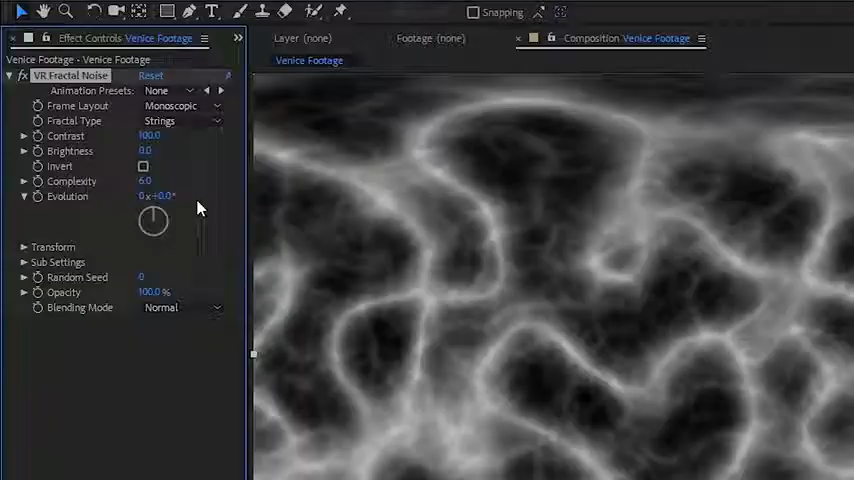 Snapping
Effect Controls Venice Footage
Layer (none)
Footage (none)
Composition Venice Footage
Venice Footage • Venice Footage
Venice Footage
fx VR Fractal Noise Reset
Animation Presets: None
Frame Layout Monoscopic
Fractal Type Strings
Contrast 100.0
Brightness 0.0
Invert
Complexity 6.0
Evolution 0x+0.0°
Transform
Sub Settings
Random Seed 0
Opacity 100.0 %
Blending Mode Normal